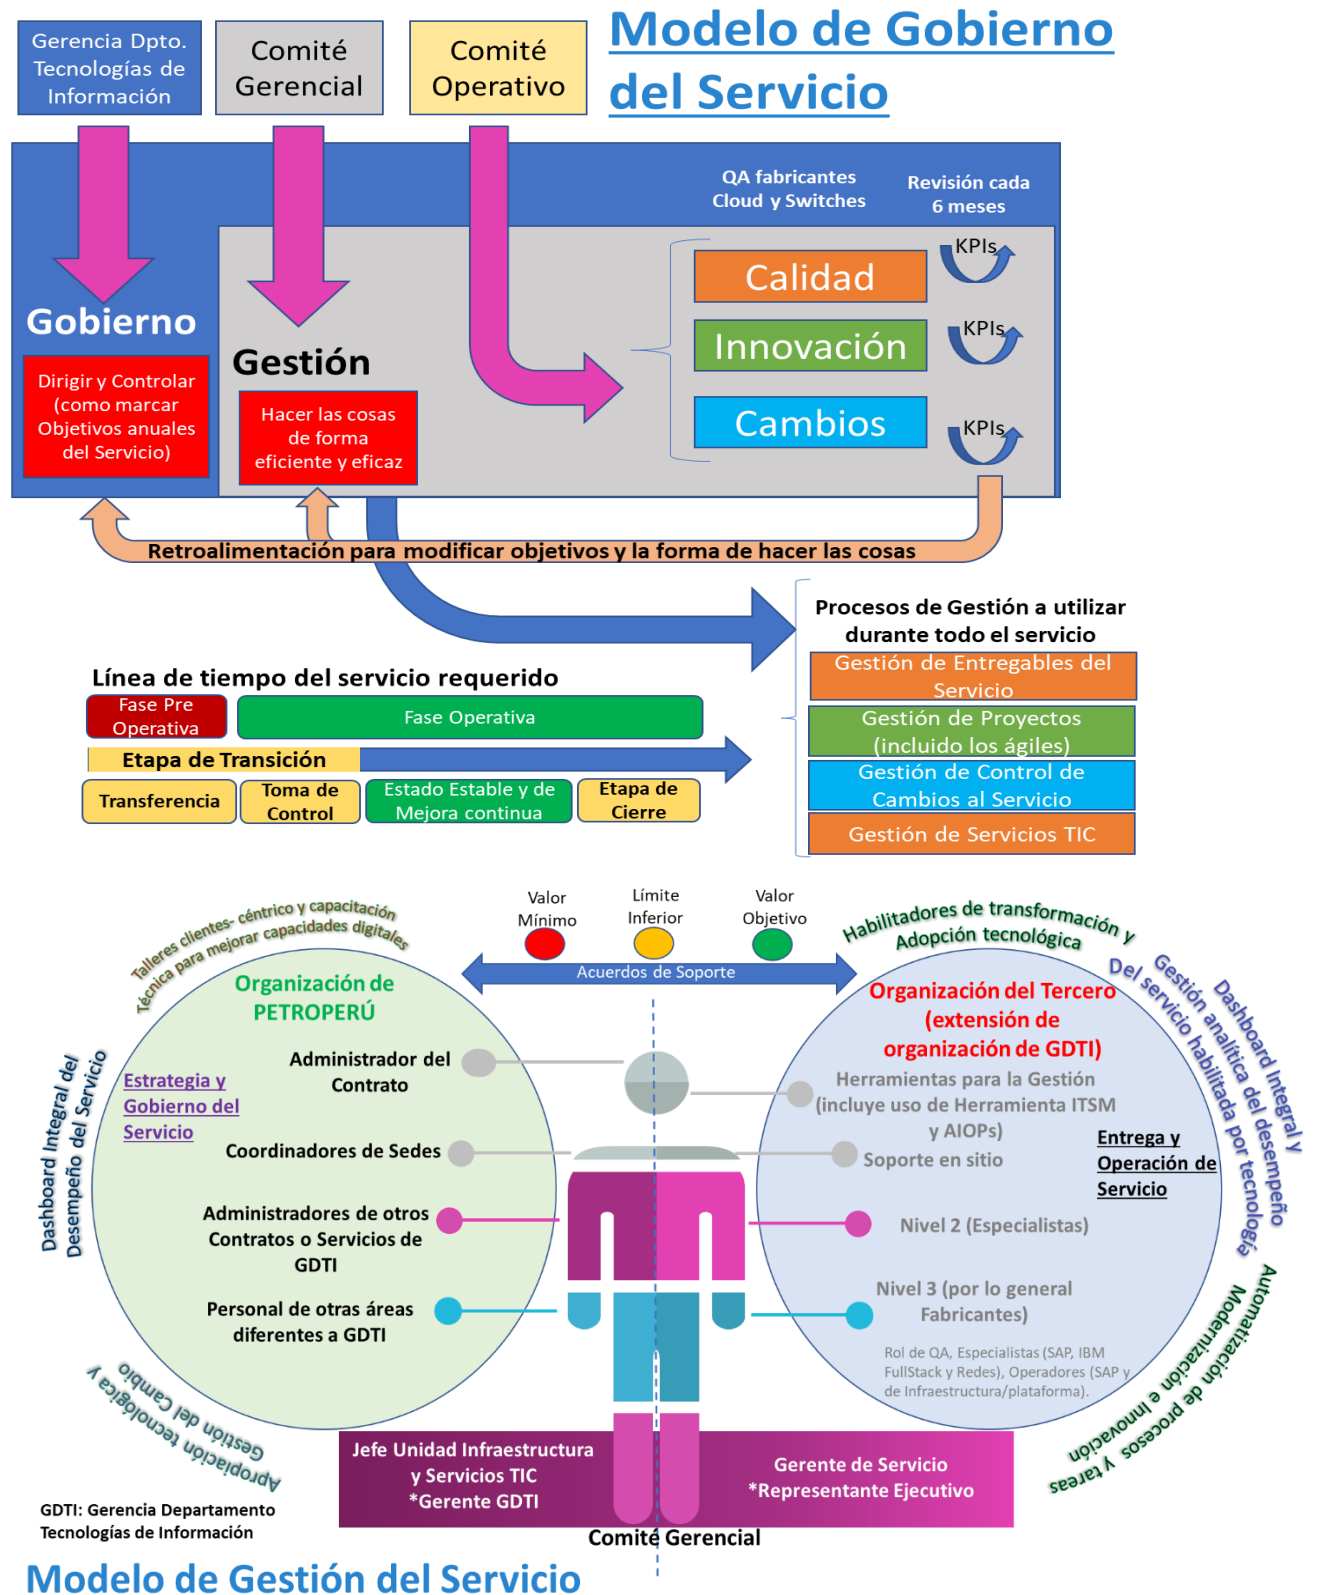 Modelo de Gobierno
del Servicio
Gerencia Dpto.
Tecnologías de
Información
Comité
Gerencial
Comité
Operativo
QA fabricantes
Cloud y Switches
Revisión cada
6 meses
Gobierno
Dirigir y Controlar
(como marcar
Objetivos anuales
del Servicio)
Gestión
Hacer las cosas
de forma
eficiente y eficaz
Calidad
KPIs
Innovación
KPIs
Cambios
KPIs
Retroalimentación para modificar objetivos y la forma de hacer las cosas
Procesos de Gestión a utilizar
durante todo el servicio
Gestión de Entregables del
Servicio
Gestión de Proyectos
(incluido los ágiles)
Gestión de Control de
Cambios al Servicio
Gestión de Servicios TIC
Línea de tiempo del servicio requerido
Fase Pre
Operativa
Fase Operativa
Etapa de Transición
Transferencia
Toma de
Control
Estado Estable y de
Mejora continua
Etapa de
Cierre
Valor
Mínimo
Límite
Inferior
Valor
Objetivo
Acuerdos de Soporte
Talleres clientes- céntrico y capacitación
Técnica para mejorar capacidades digitales
Organización de
PETROPERÚ
Administrador del
Contrato
Estrategia y
Gobierno del
Servicio
Coordinadores de Sedes
Administradores de otros
Contratos o Servicios de
GDTI
Personal de otras áreas
diferentes a GDTI
Dashboard Integral del
Desempeño del Servicio
Apropiación tecnológica y
Gestión del Cambio
Habilitadores de transformación y
Adopción tecnológica
Organización del Tercero
(extensión de
organización de GDTI)
Herramientas para la Gestión
(incluye uso de Herramienta ITSM
y AIOPs)
Soporte en sitio
Entrega y
Operación de
Servicio
Nivel 2 (Especialistas)
Nivel 3 (por lo general
Fabricantes)
Rol de QA, Especialistas (SAP, IBM
FullStack y Redes), Operadores (SAP y
de Infraestructura/plataforma).
Dashboard Integral y
Gestión analítica del desempeño
Del servicio habilitada por tecnología
Automatización de procesos y tareas
Modernización e Innovación
Jefe Unidad Infraestructura
y Servicios TIC
*Gerente GDTI
Gerente de Servicio
*Representante Ejecutivo
Comité Gerencial
GDTI: Gerencia Departamento
Tecnologías de Información
Modelo de Gestión del Servicio